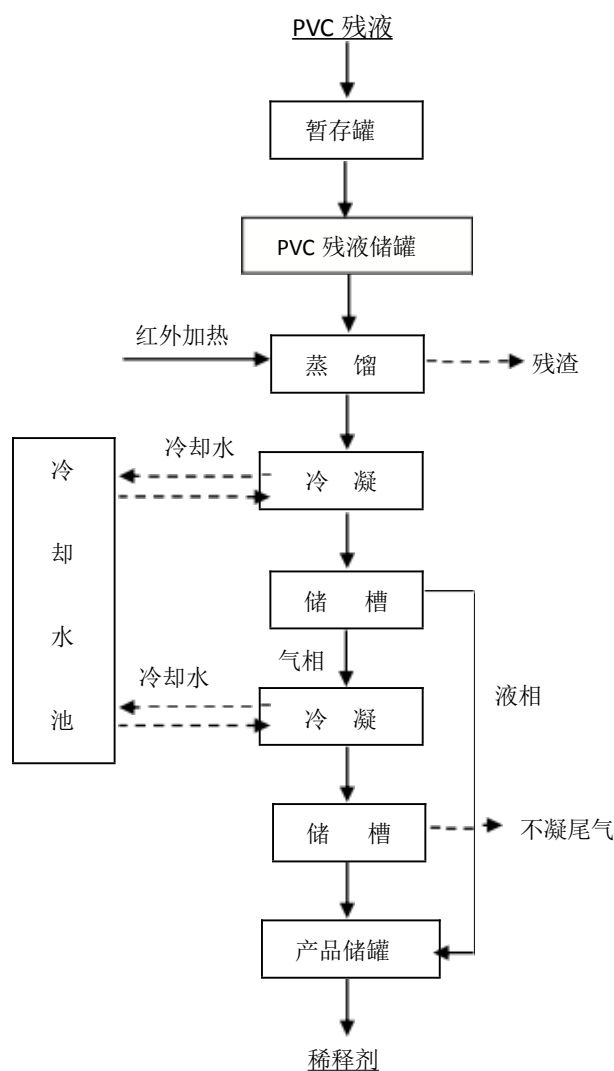 PVC 残液
暂存罐
PVC 残液储罐
红外加热
蒸 馏
残渣
冷却水
冷 凝
冷
却
水
池
储 槽
气相
液相
冷却水
冷 凝
储 槽
不凝尾气
产品储罐
稀释剂